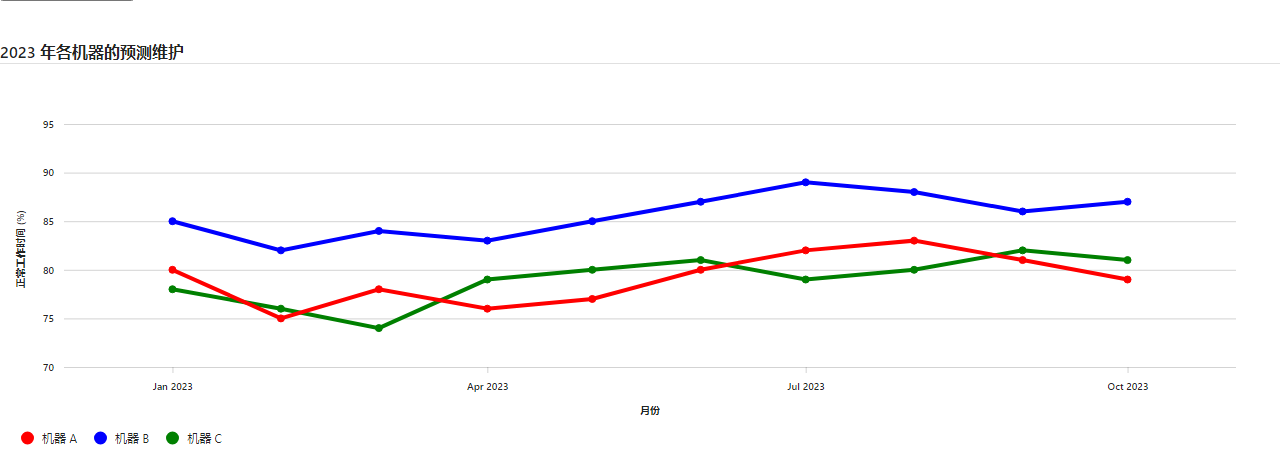 2023 年各机器的预测维护
95
90
85
80
75
70
正常工作时间 (%)
Jan 2023
Apr 2023
Jul 2023
Oct 2023
月份
机器 A
机器 B
机器 C